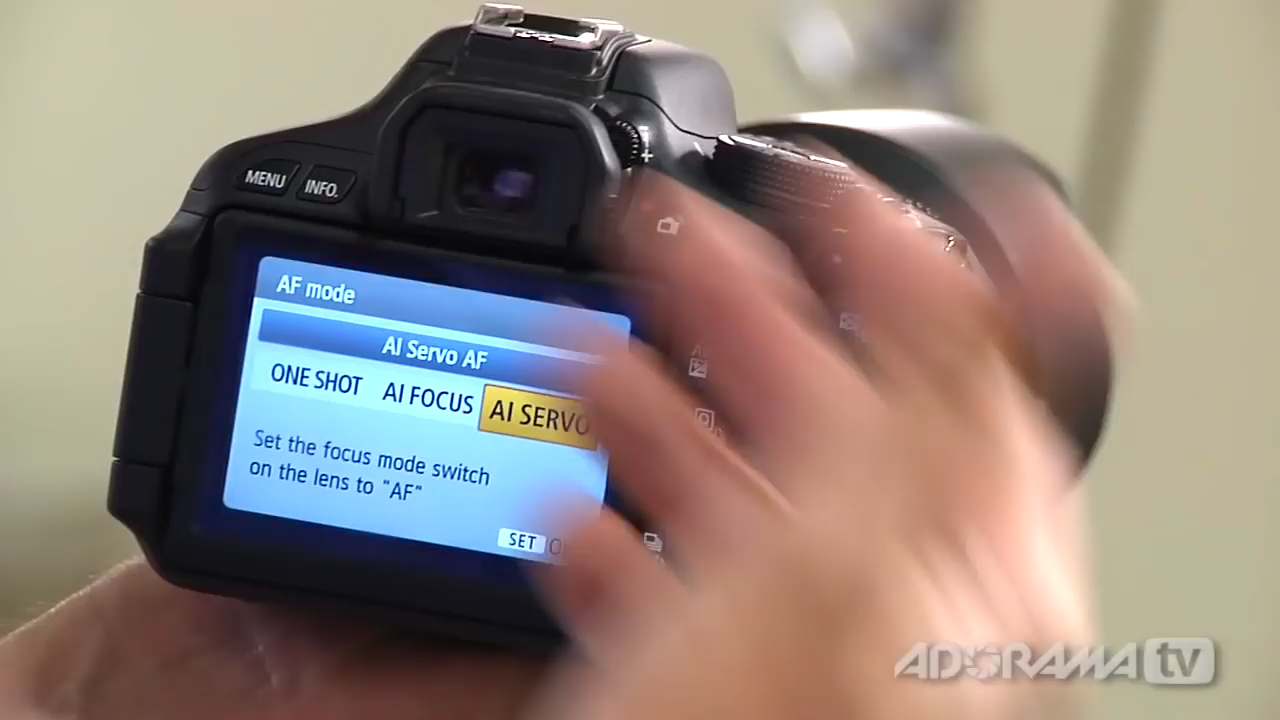 MENU
INFO.
AF mode
AI Servo AF
ONE SHOT AI FOCUS AI SERVO
Set the focus mode switch
on the lens to "AF"
SET
ADORAMA tv